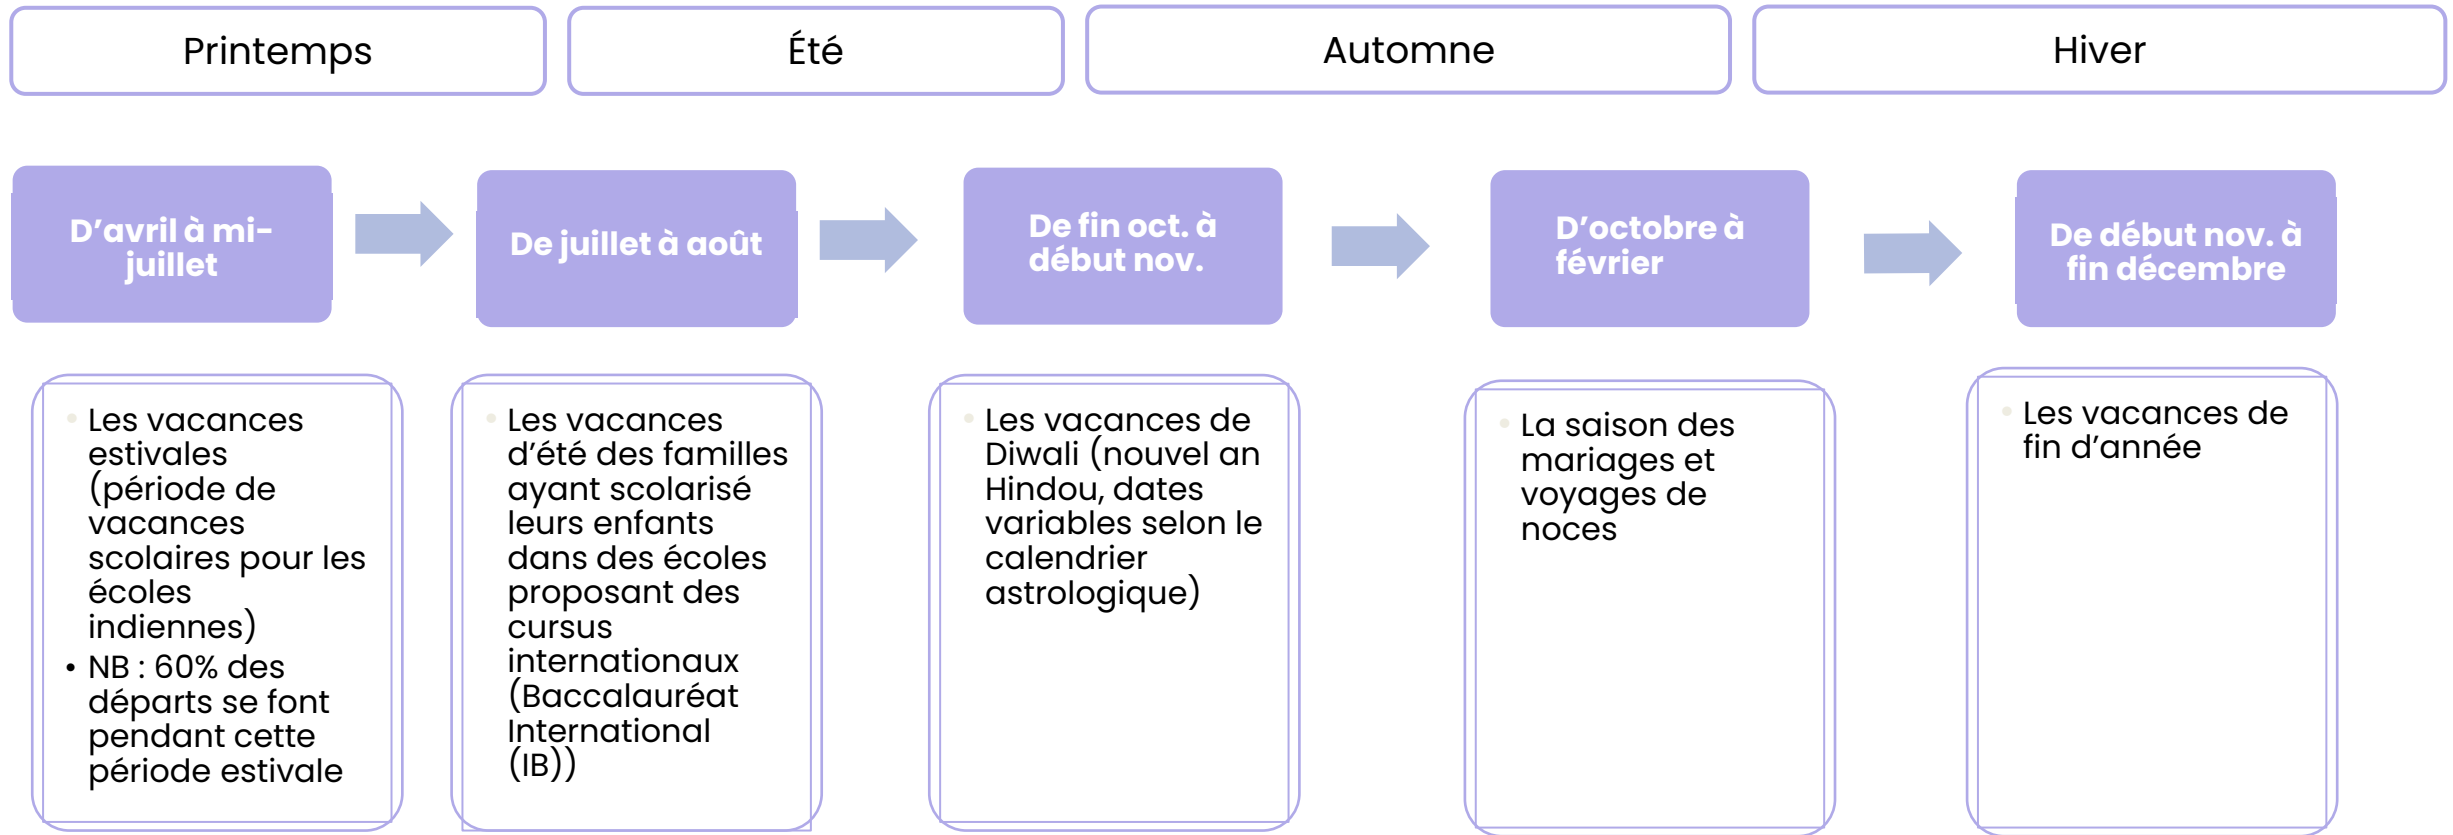 Printemps
Été
Automne
Hiver
D’avril à mi-
juillet
De juillet à août
De fin oct. à
début nov.
D’octobre à
février
De début nov. à
fin décembre
• Les vacances
estivales
(période de
vacances
scolaires pour les
écoles
indiennes)
• NB : 60% des
départs se font
pendant cette
période estivale
• Les vacances
d’été des familles
ayant scolarisé
leurs enfants
dans des écoles
proposant des
cursus
internationaux
(Baccalauréat
International
(IB))
• Les vacances de
Diwali (nouvel an
Hindou, dates
variables selon le
calendrier
astrologique)
• La saison des
mariages et
voyages de
noces
• Les vacances de
fin d’année